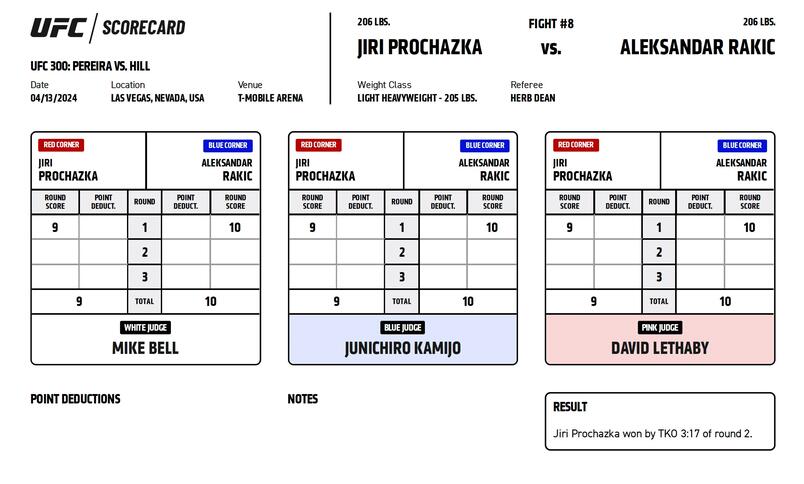 UFC SCORECARD
UFC 300: PEREIRA VS. HILL
Date Location Venue
04/13/2024 LAS VEGAS, NEVADA, USA T-MOBILE ARENA
206 LBS. FIGHT #8 206 LBS.
JIRI PROCHAZKA vs. ALEKSANDAR RAKIC
Weight Class Referee
LIGHT HEAVYWEIGHT - 205 LBS. HERB DEAN
RED CORNER BLUE CORNER
JIRI ALEKSANDAR
PROCHAZKA RAKIC
ROUND POINT ROUND POINT ROUND
SCORE DEDUCT. DEDUCT. SCORE
9 1 10
2
3
9 TOTAL 10
WHITE JUDGE
MIKE BELL
RED CORNER BLUE CORNER
JIRI ALEKSANDAR
PROCHAZKA RAKIC
ROUND POINT ROUND POINT ROUND
SCORE DEDUCT. DEDUCT. SCORE
9 1 10
2
3
9 TOTAL 10
BLUE JUDGE
JUNICHIRO KAMIJO
RED CORNER BLUE CORNER
JIRI ALEKSANDAR
PROCHAZKA RAKIC
ROUND POINT ROUND POINT ROUND
SCORE DEDUCT. DEDUCT. SCORE
9 1 10
2
3
9 TOTAL 10
PINK JUDGE
DAVID LETHABY
POINT DEDUCTIONS
NOTES
RESULT
Jiri Prochazka won by TKO 3:17 of round 2.